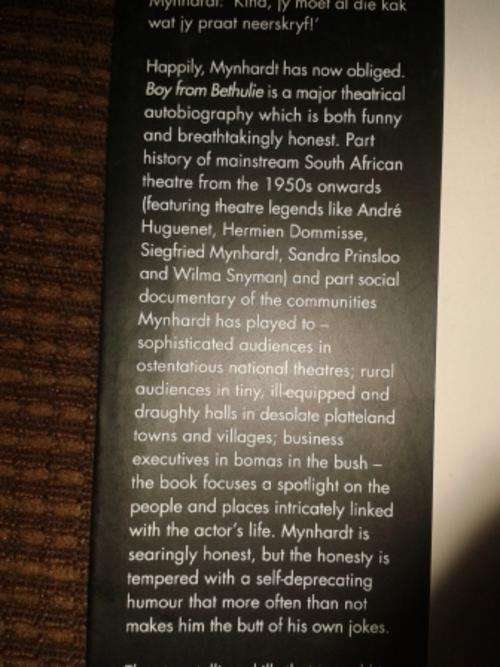 Mynhardt: 'Kind, jy moet al die kak
wat jy praat neerskryf!'
Happily, Mynhardt has now obliged.
Boy from Bethulie is a major theatrical
autobiography which is both funny
and breathtakingly honest. Part
history of mainstream South African
theatre from the 1950s onwards
(featuring theatre legends like André
Huguenet, Hermien Dommisse,
Siegfried Mynhardt, Sandra Prinsloo
and Wilma Snyman) and part social
documentary of the communities
Mynhardt has played to –
sophisticated audiences in
ostentatious national theatres; rural
audiences in tiny, ill-equipped and
draughty halls in desolate platteland
towns and villages; business
executives in bomas in the bush –
the book focuses a spotlight on the
people and places intricately linked
with the actor's life. Mynhardt is
searingly honest, but the honesty is
tempered with a self-deprecating
humour that more often than not
makes him the butt of his own jokes.